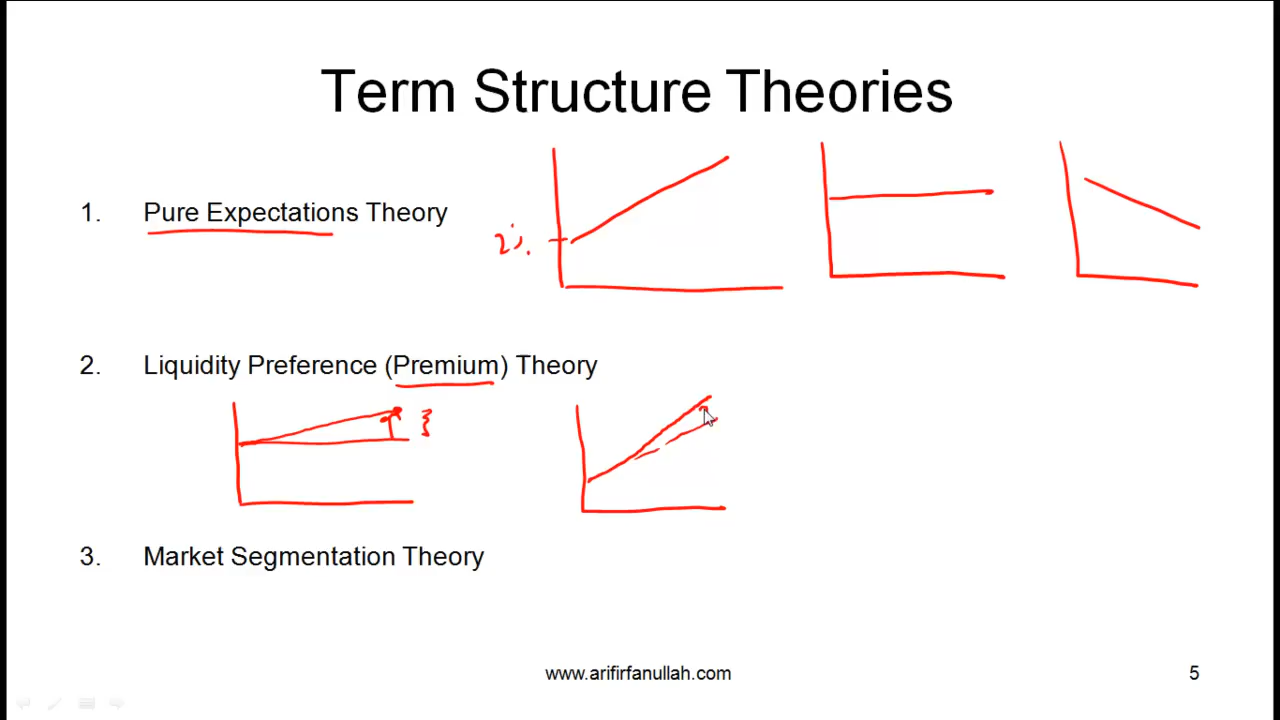 Term Structure Theories
1. Pure Expectations Theory
2%
2. Liquidity Preference (Premium) Theory
3. Market Segmentation Theory
www.arifirfanullah.com
5